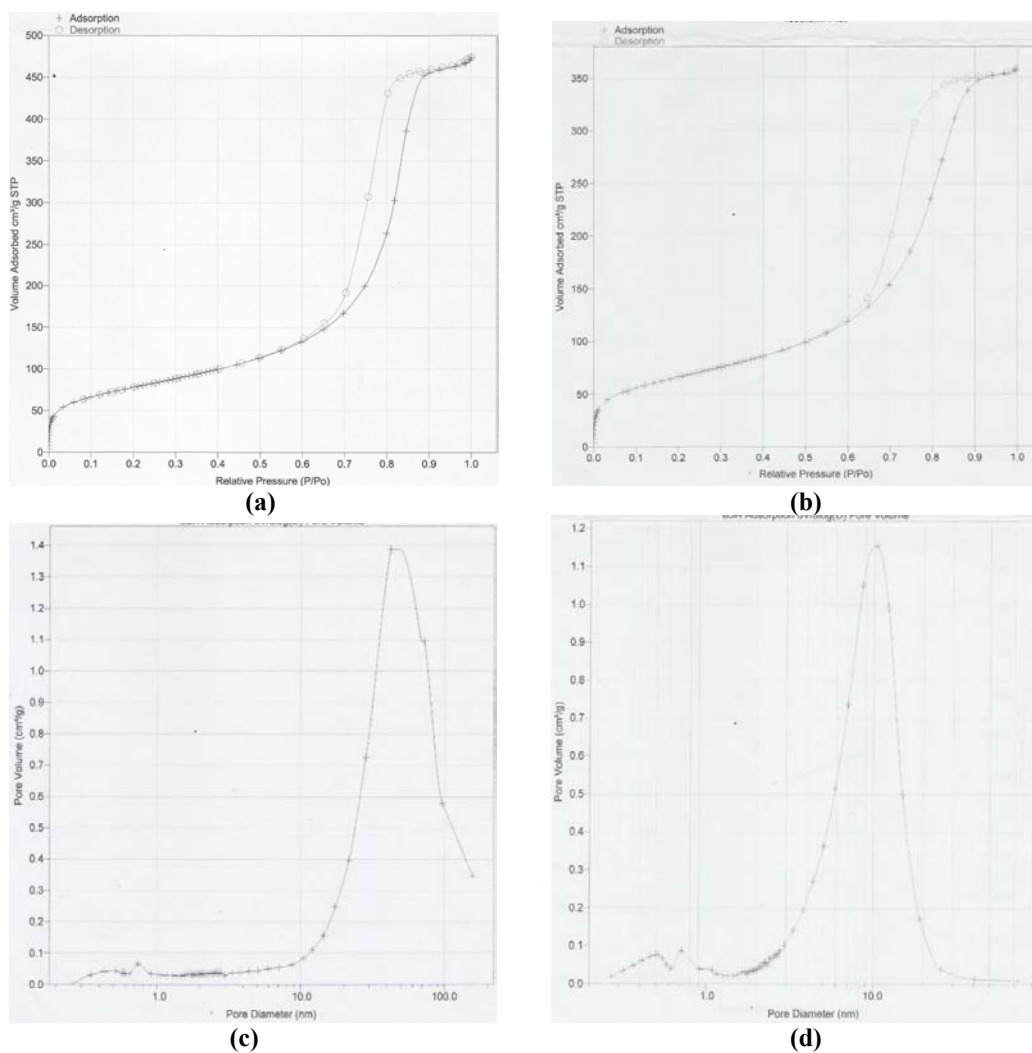 Adsorption
Desorption
500
450
400
350
300
250
200
150
100
50
0
Volume Adsorbed cm³/g STP
0.0 0.1 0.2 0.3 0.4 0.5 0.6 0.7 0.8 0.9 1.0
Relative Pressure (P/Po)
(a)
Adsorption
Desorption
350
300
250
200
150
100
50
0
Volume Adsorbed cm³/g STP
0.0 0.1 0.2 0.3 0.4 0.5 0.6 0.7 0.8 0.9 1.0
Relative Pressure (P/Po)
(b)
Pore Volume
1.4
1.3
1.2
1.1
1.0
0.9
0.8
0.7
0.6
0.5
0.4
0.3
0.2
0.1
0.0
Pore Volume (cm³/g)
1.0 10.0 100.0
Pore Diameter (nm)
(c)
BJH Adsorption dV/dlog(D) Pore Volume
1.2
1.1
1.0
0.9
0.8
0.7
0.6
0.5
0.4
0.3
0.2
0.1
0.0
Pore Volume (cm³/g)
1.0 10.0
Pore Diameter (nm)
(d)